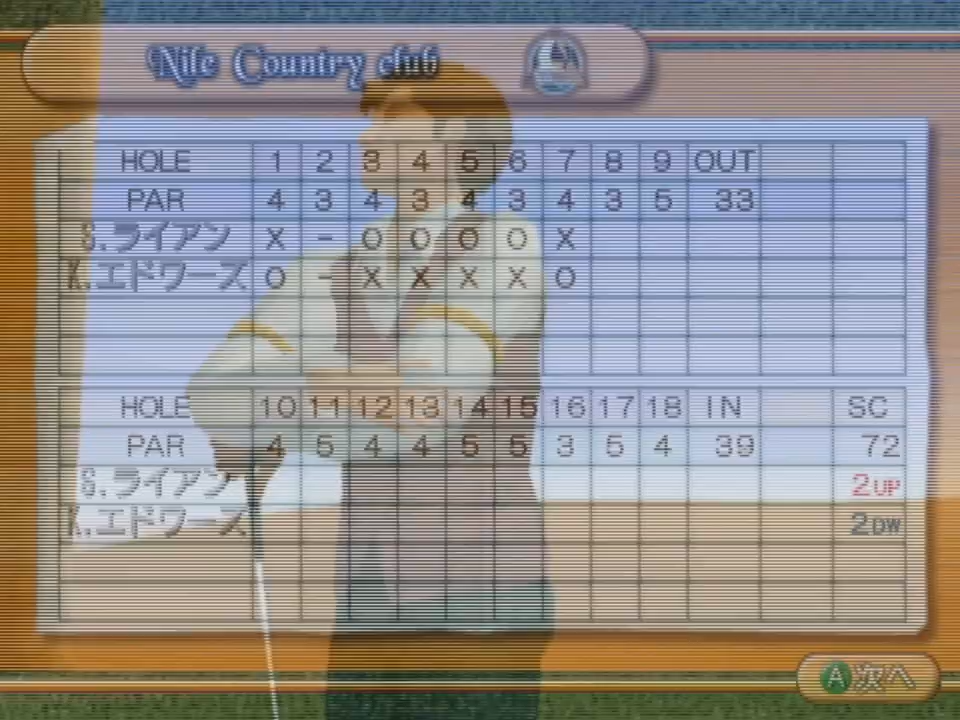 Nile Country club
HOLE 1 2 3 4 5 6 7 8 9 OUT
PAR 4 3 4 3 4 3 4 3 5 33
S.ライアン X - O O O O X
K.エドワーズ O - X X X X O
HOLE 10 11 12 13 14 15 16 17 18 IN SC
PAR 4 5 4 4 5 5 3 5 4 39 72
S.ライアン 2UP
K.エドワーズ 2DW
A次へ